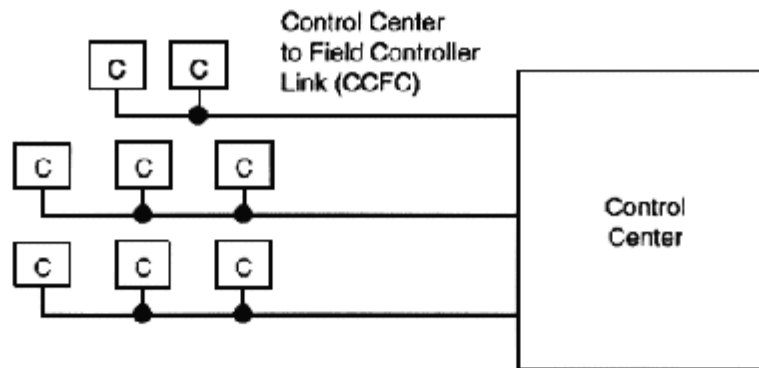 Control Center
to Field Controller
Link (CCFC)
C C
C C C
Control
Center
C C C